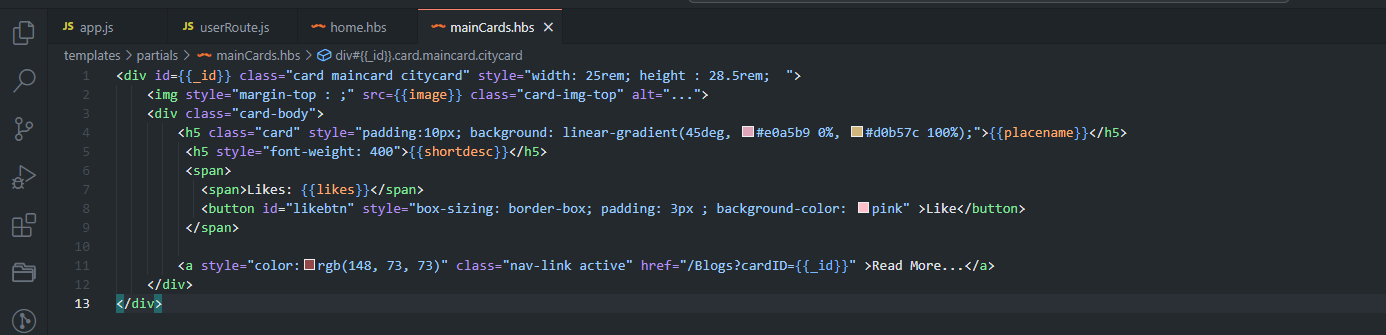 JS app.js JS userRoute.js home.hbs mainCards.hbs ×
templates > partials > mainCards.hbs > div#{{_id}}.card.maincard.citycard
1 <div id={{_id}} class="card maincard citycard" style="width: 25rem; height : 28.5rem;  ">
2 <img style="margin-top : ;" src={{image}} class="card-img-top" alt="...">
3 <div class="card-body">
4 <h5 class="card" style="padding:10px; background: linear-gradient(45deg, #e0a5b9 0%, #d0b57c 100%);">{{placename}}</h5>
5 <h5 style="font-weight: 400">{{shortdesc}}</h5>
6 <span>
7 <span>Likes: {{likes}}</span>
8 <button id="likebtn" style="box-sizing: border-box; padding: 3px ; background-color: pink" >Like</button>
9 </span>
10
11 <a style="color: rgb(148, 73, 73)" class="nav-link active" href="/Blogs?cardID={{_id}}" >Read More...</a>
12 </div>
13 </div>